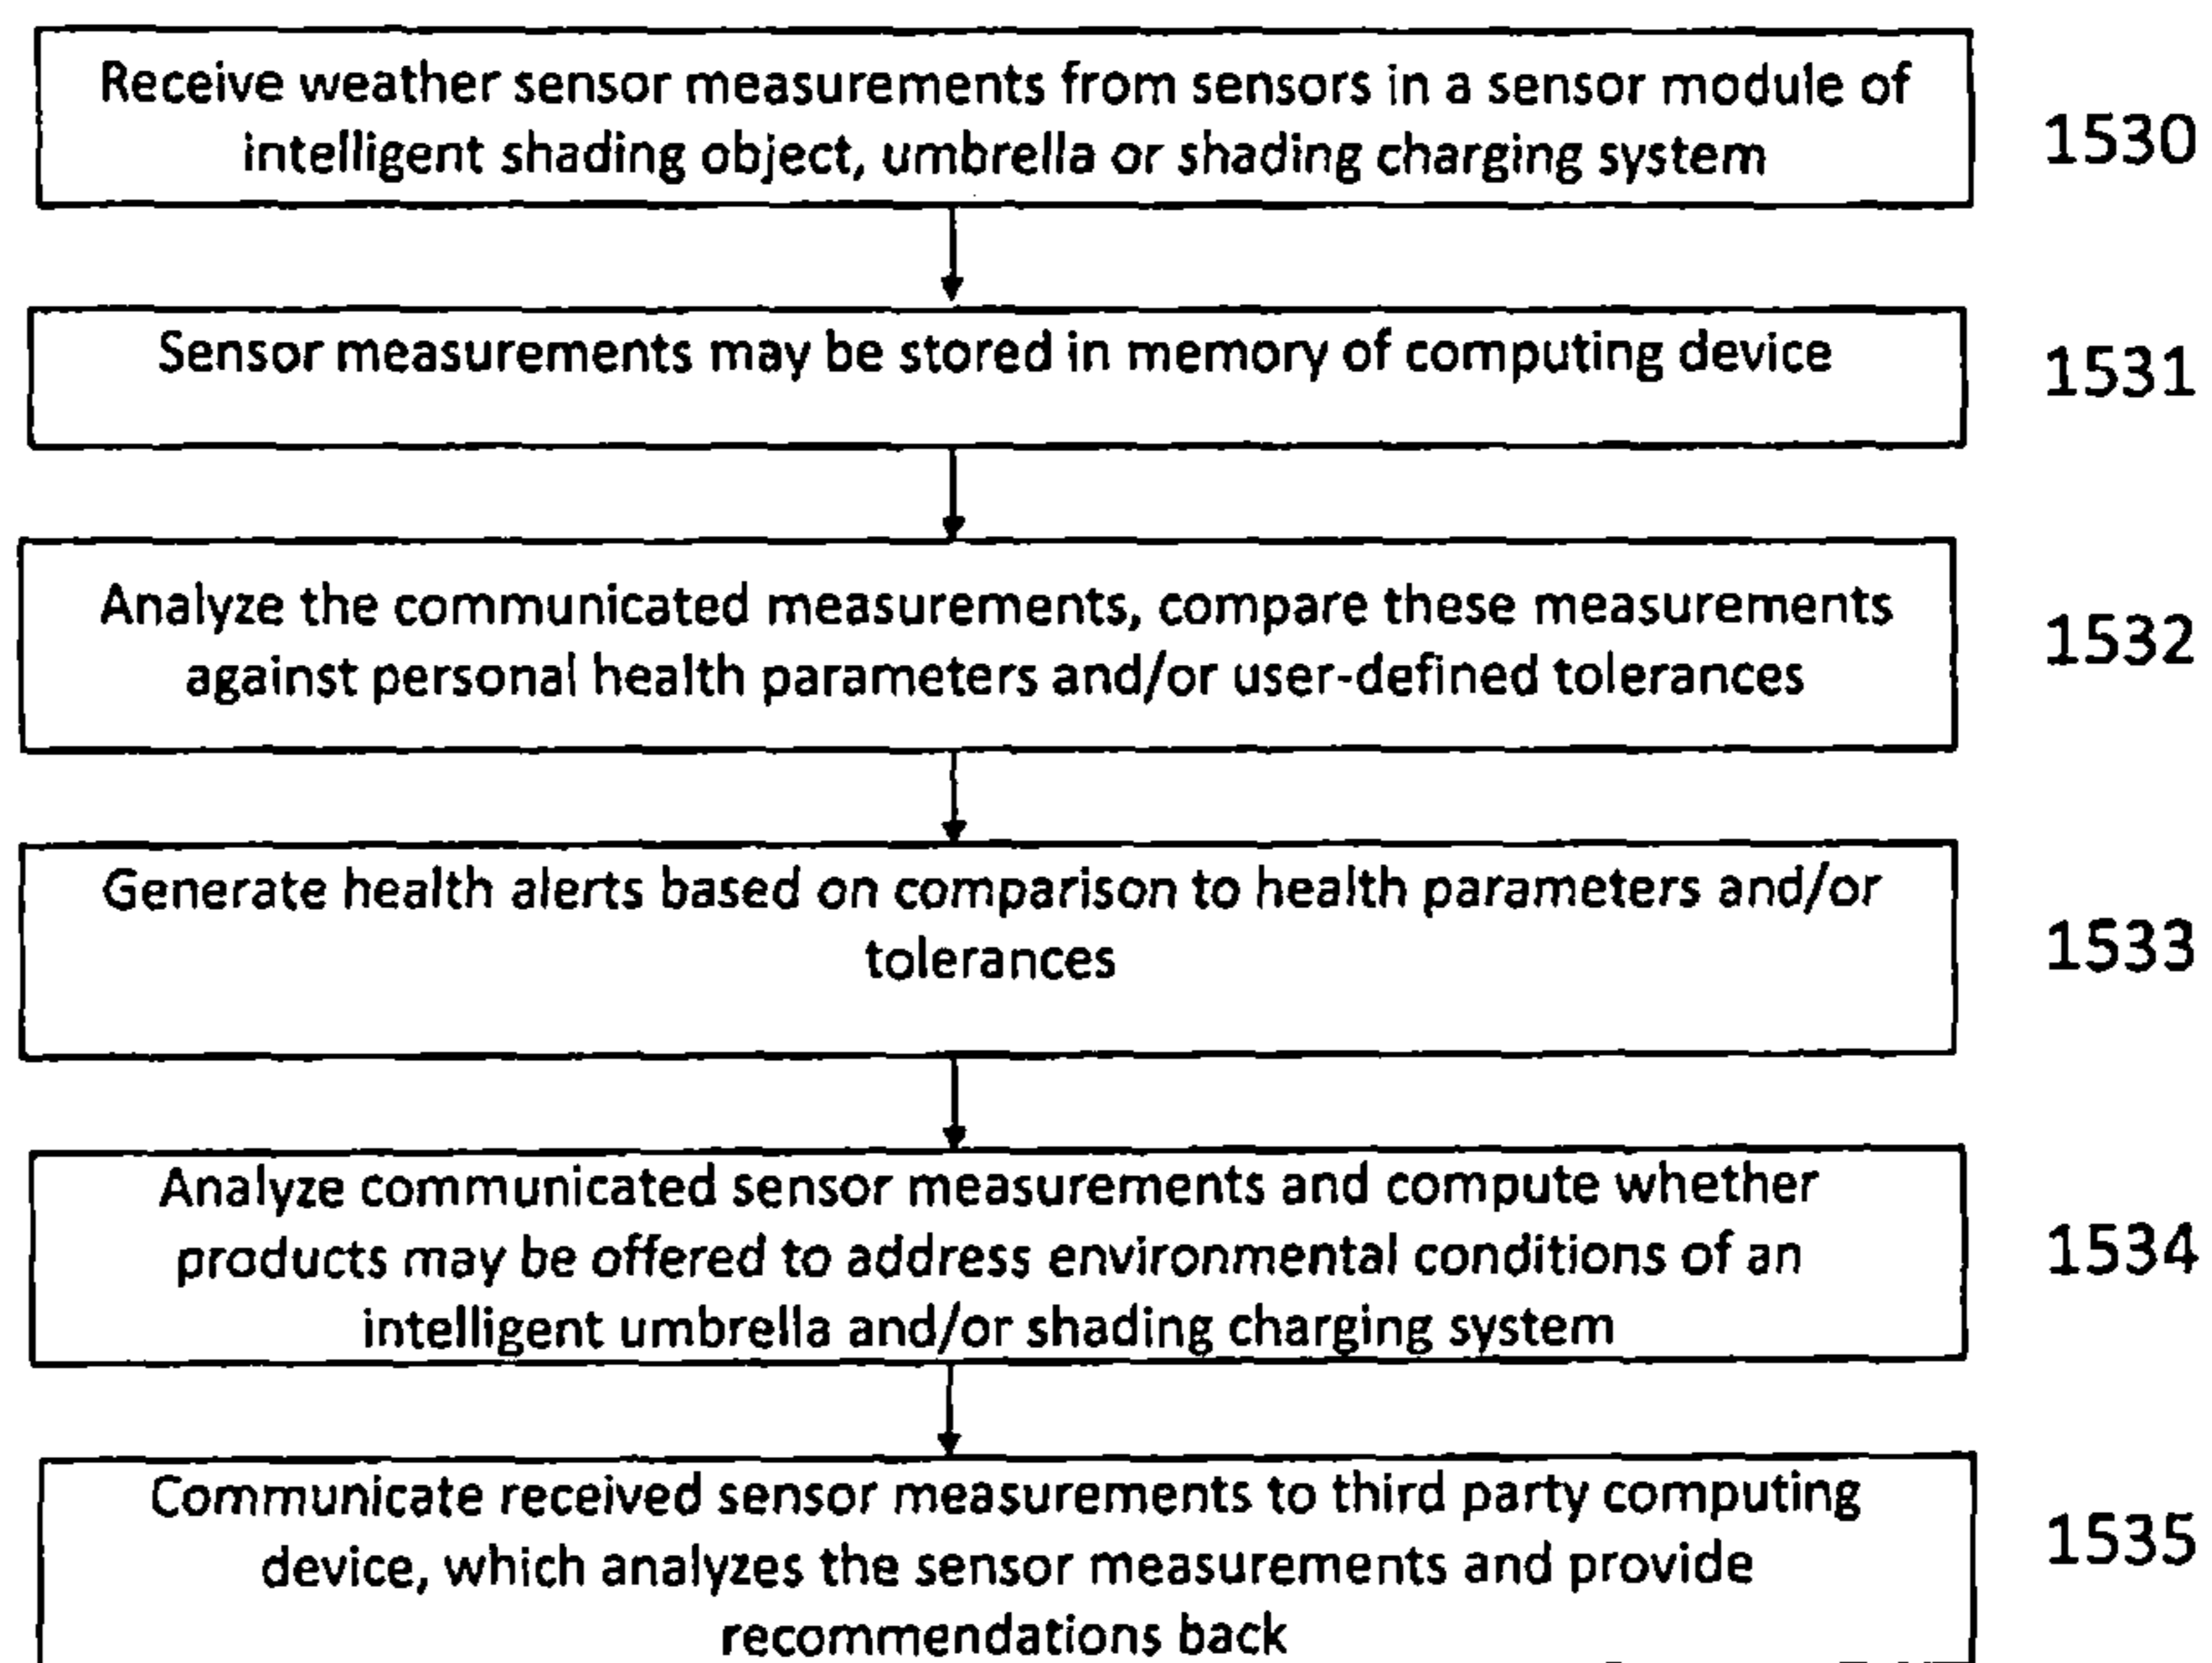 Receive weather sensor measurements from sensors in a sensor module of
intelligent shading object, umbrella or shading charging system
1530
Sensor measurements may be stored in memory of computing device
1531
Analyze the communicated measurements, compare these measurements
against personal health parameters and/or user-defined tolerances
1532
Generate health alerts based on comparison to health parameters and/or
tolerances
1533
Analyze communicated sensor measurements and compute whether
products may be offered to address environmental conditions of an
intelligent umbrella and/or shading charging system
1534
Communicate received sensor measurements to third party computing
device, which analyzes the sensor measurements and provide
recommendations back
1535